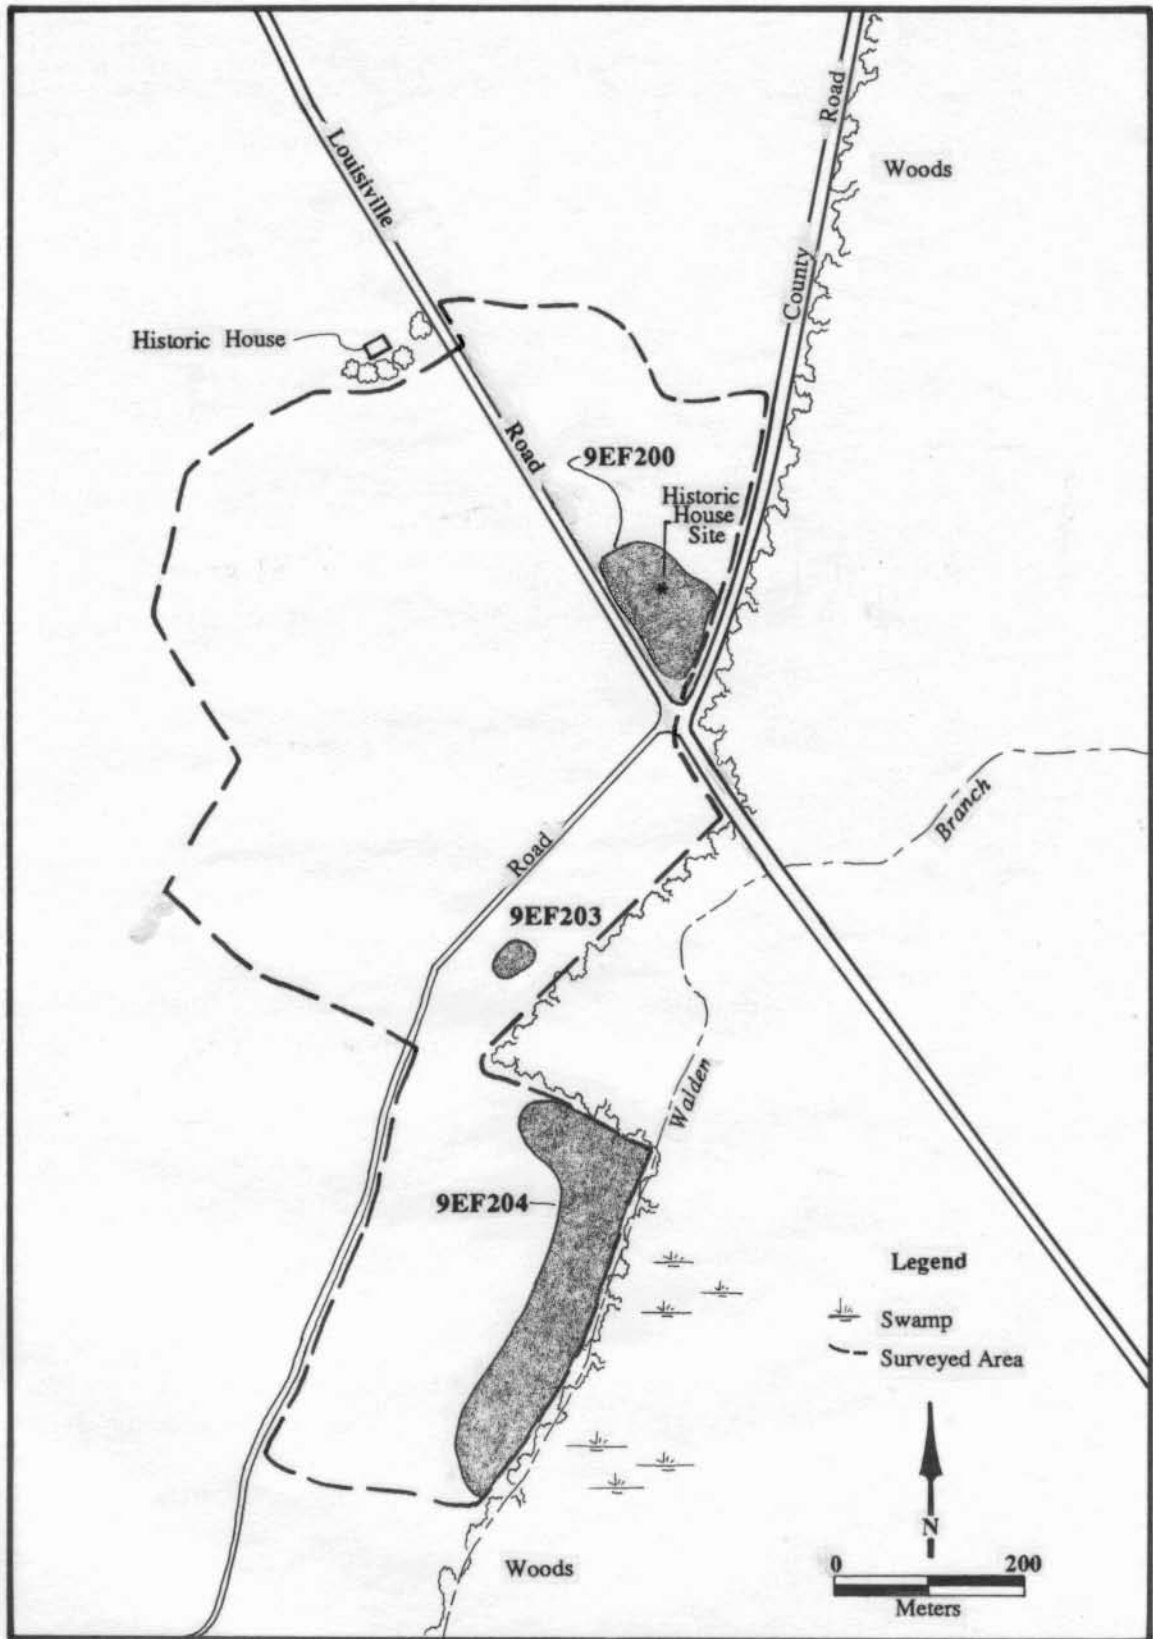 Louisiville
Road
County
Road
Woods
Historic House
9EF200
Historic
House
Site
Branch
Road
9EF203
Walden
9EF204
Legend
Swamp
Surveyed Area
N
0 200
Meters
Woods